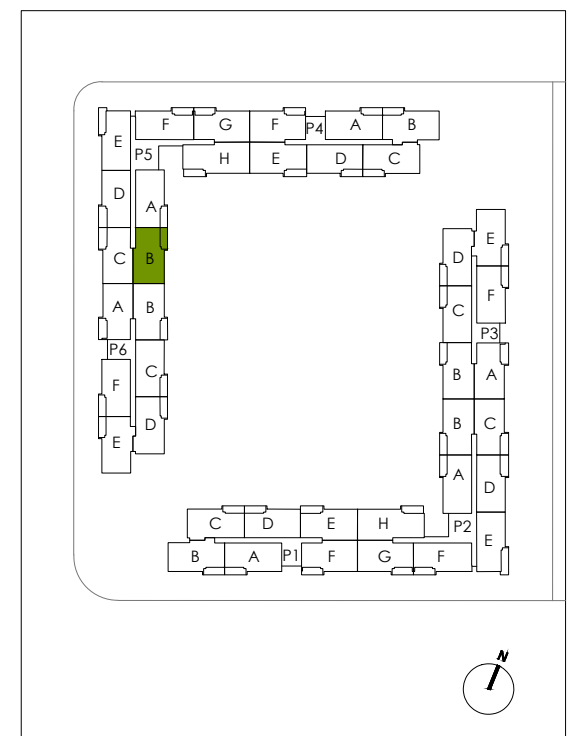 F G F P4 A B
E
P5
H E D C
D
A
E
D
C B
F
C
A B
P3
P6
B A
C
F
B C
D
E
A
D
C D E H
P2
E
B A P1 F G F
N